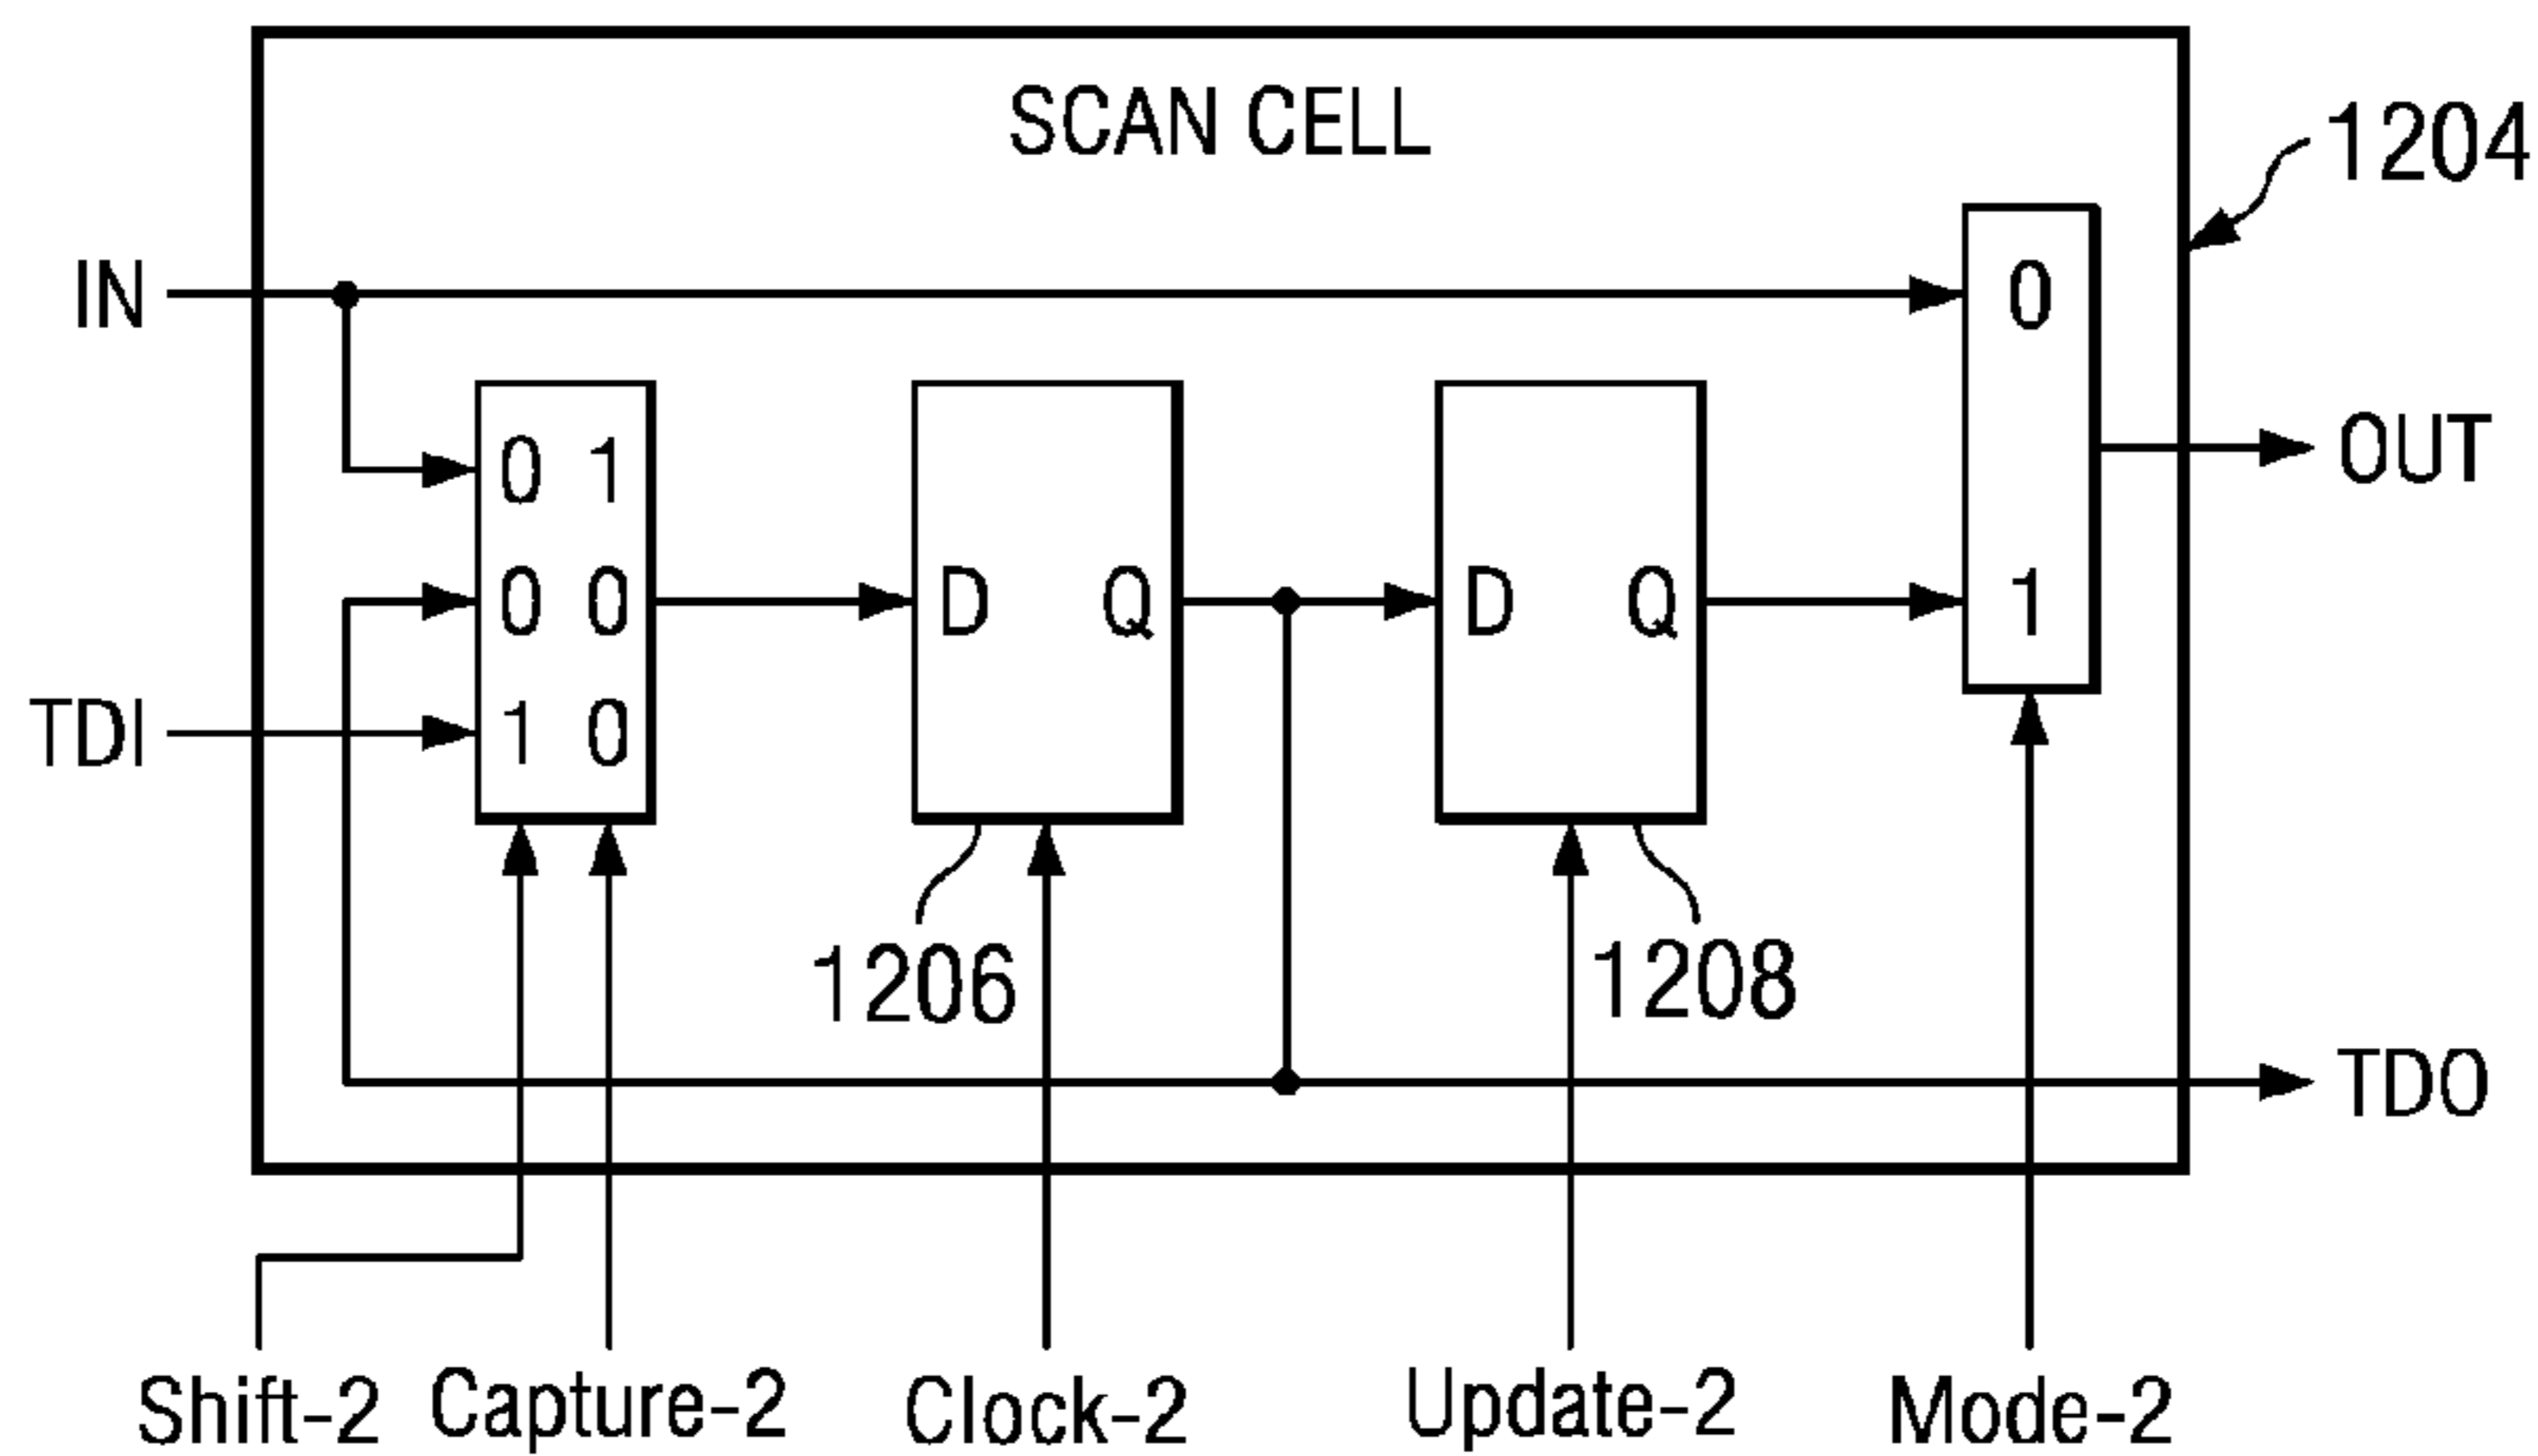 SCAN CELL
1204
IN
0
0 1
OUT
0 0
D Q
D Q
1
TDI
1 0
1206
1208
TDO
Shift-2
Capture-2
Clock-2
Update-2
Mode-2